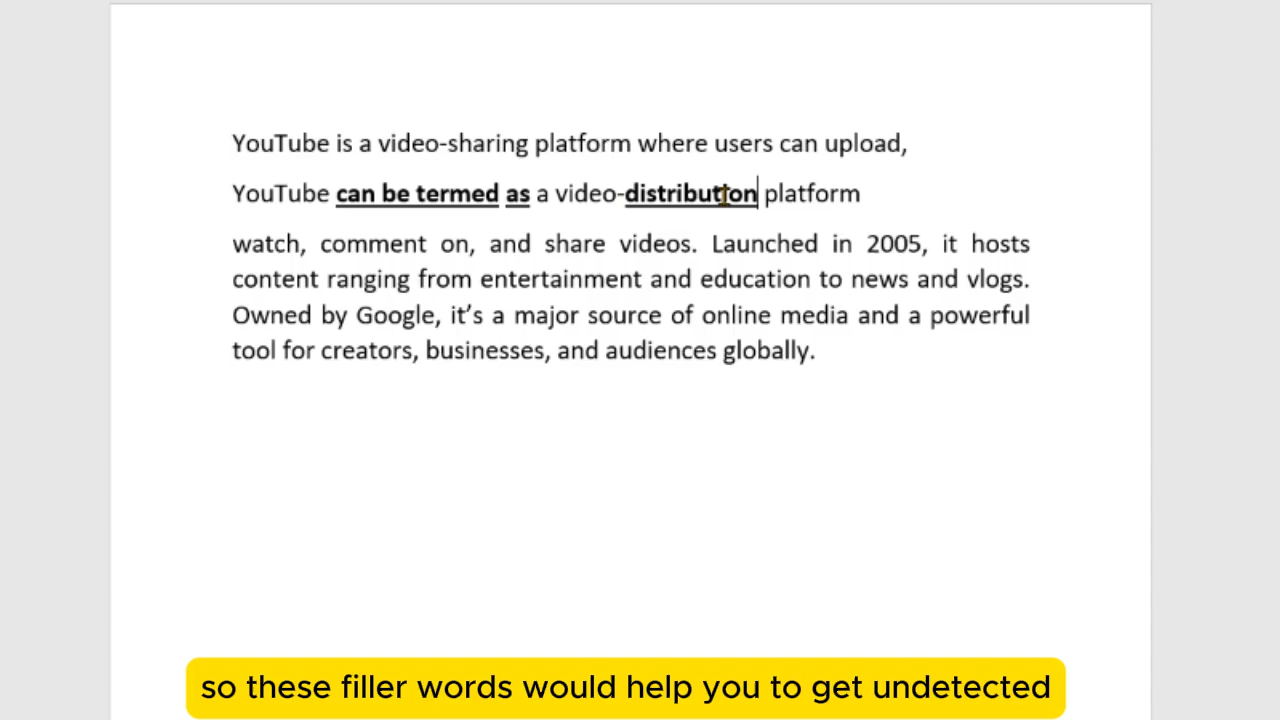 YouTube is a video-sharing platform where users can upload,
YouTube can be termed as a video-distribution platform
watch, comment on, and share videos. Launched in 2005, it hosts
content ranging from entertainment and education to news and vlogs.
Owned by Google, it’s a major source of online media and a powerful
tool for creators, businesses, and audiences globally.
so these filler words would help you to get undetected